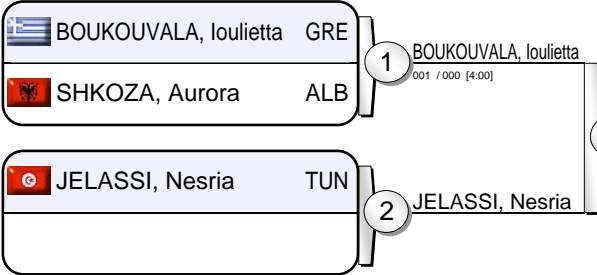 BOUKOUVALA, Ioulietta GRE
SHKOZA, Aurora ALB
1
BOUKOUVALA, Ioulietta
001 / 000 [4:00]
JELASSI, Nesria TUN
2
JELASSI, Nesria